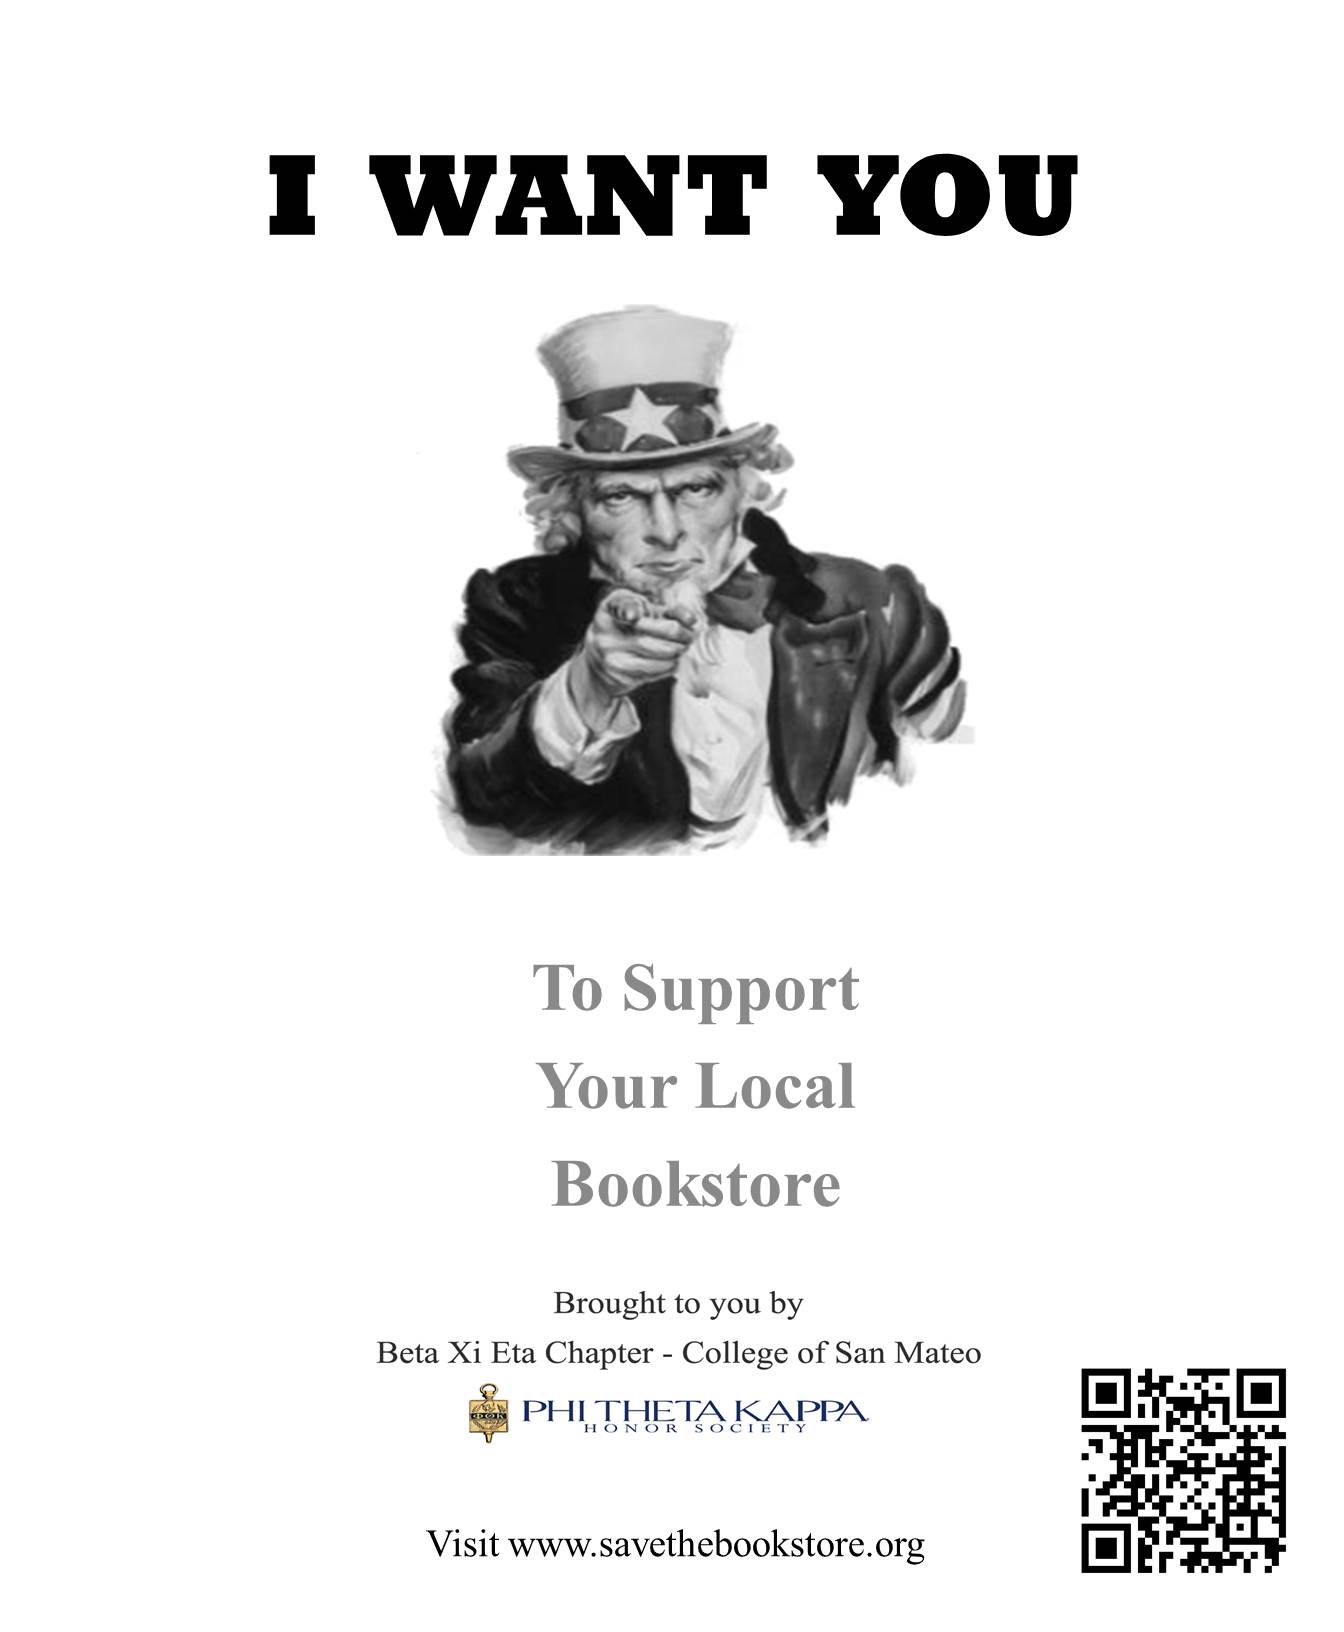 I WANT YOU
To Support
Your Local
Bookstore
Brought to you by
Beta Xi Eta Chapter - College of San Mateo
ΦΘΚ
PHI THETA KAPPA
HONOR SOCIETY
Visit www.savethebookstore.org